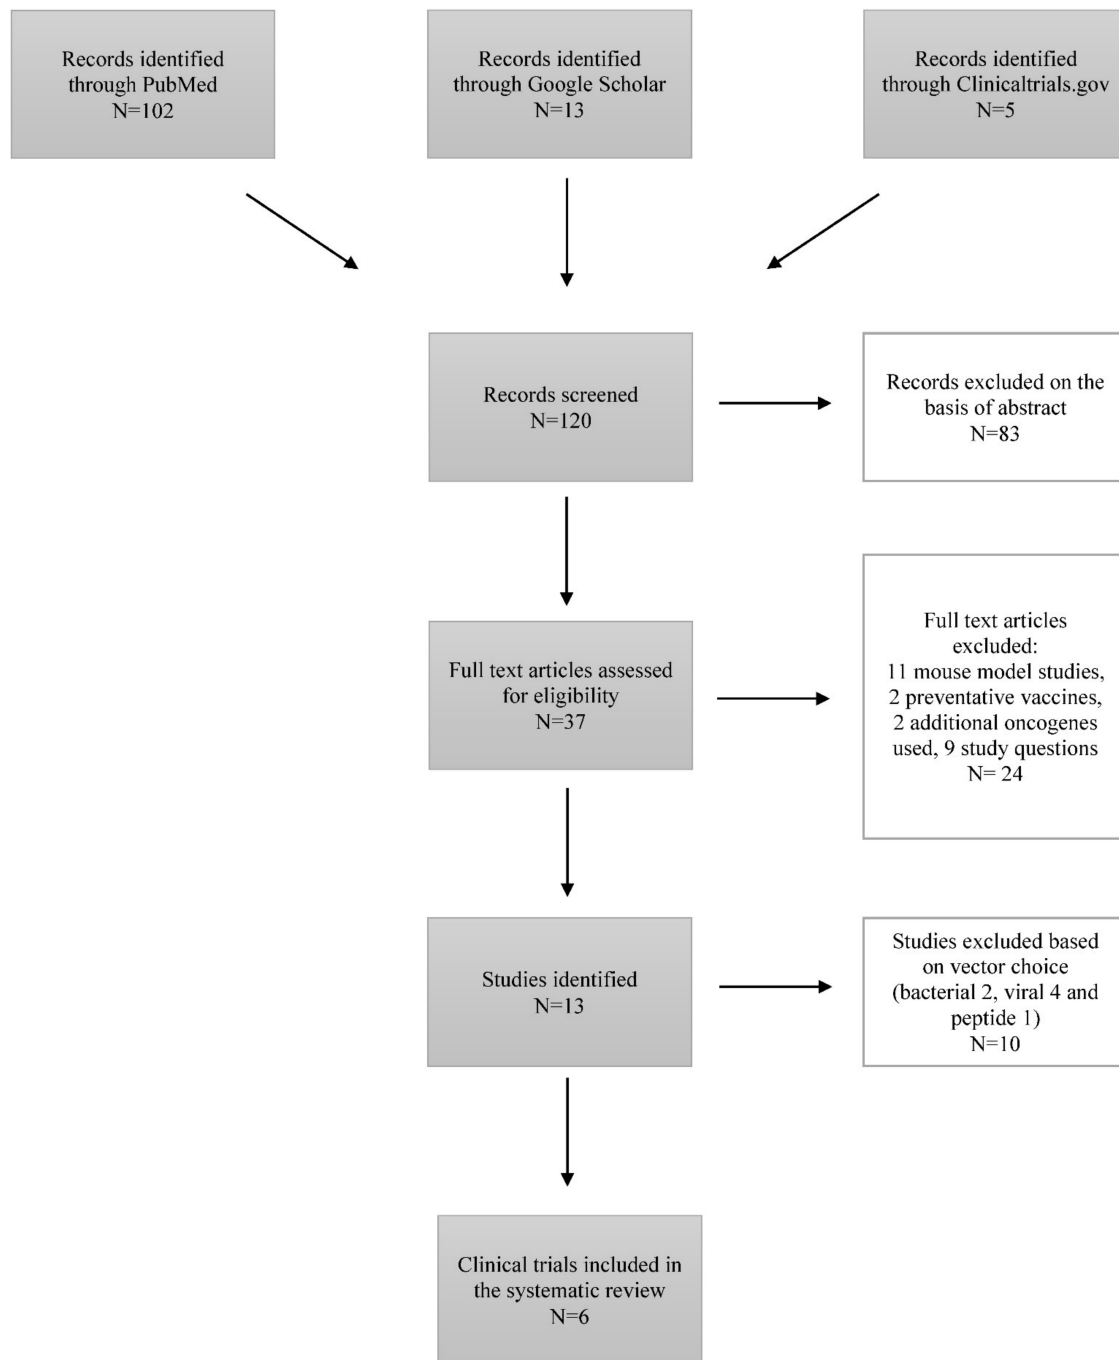 Records identified
through PubMed
N=102
Records identified
through Google Scholar
N=13
Records identified
through Clinicaltrials.gov
N=5
Records screened
N=120
Records excluded on the
basis of abstract
N=83
Full text articles assessed
for eligibility
N=37
Full text articles
excluded:
11 mouse model studies,
2 preventative vaccines,
2 additional oncogenes
used, 9 study questions
N= 24
Studies identified
N=13
Studies excluded based
on vector choice
(bacterial 2, viral 4 and
peptide 1)
N=10
Clinical trials included in
the systematic review
N=6